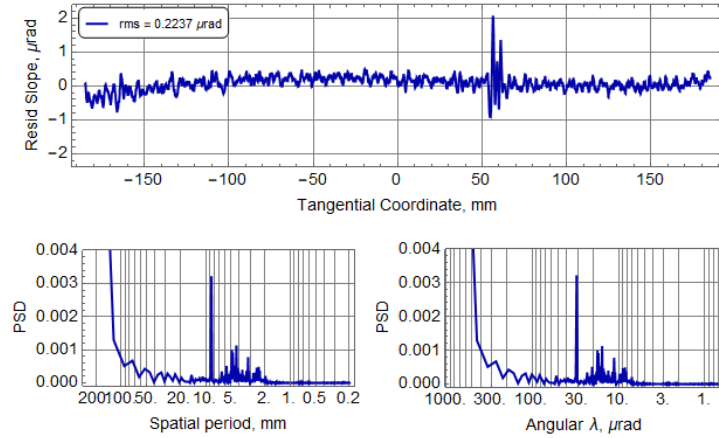 rms = 0.2237 μrad
Resid Slope, μrad
2
1
0
−1
−2
−150 −100 −50 0 50 100 150
Tangential Coordinate, mm
PSD
0.004
0.003
0.002
0.001
0.000
200100.50. 20. 10. 5. 2. 1. 0.5 0.2
Spatial period, mm
PSD
0.004
0.003
0.002
0.001
0.000
1000. 300. 100. 30. 10. 3. 1.
Angular λ, μrad